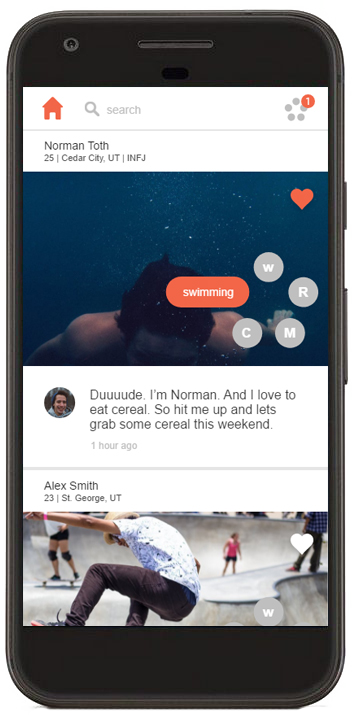 search
1
Norman Toth
25 | Cedar City, UT | INFJ
w
swimming
R
C
M
Duuuude. I'm Norman. And I love to
eat cereal. So hit me up and lets
grab some cereal this weekend.
1 hour ago
Alex Smith
23 | St. George, UT
w